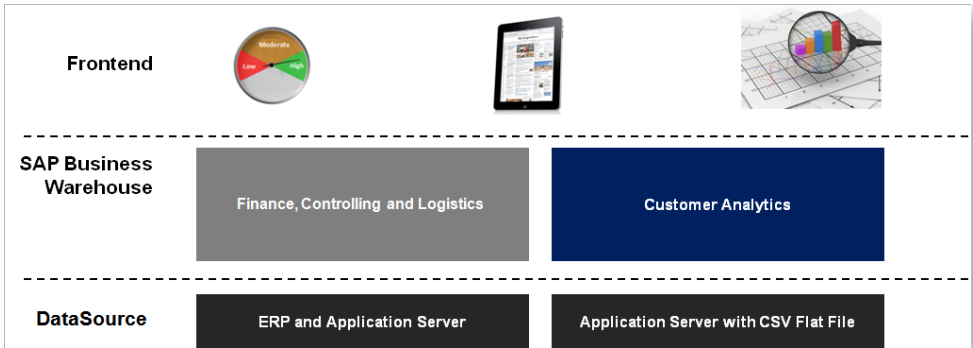 Frontend
Moderate
Low
High
SAP Business
Warehouse
Finance, Controlling and Logistics
Customer Analytics
DataSource
ERP and Application Server
Application Server with CSV Flat File